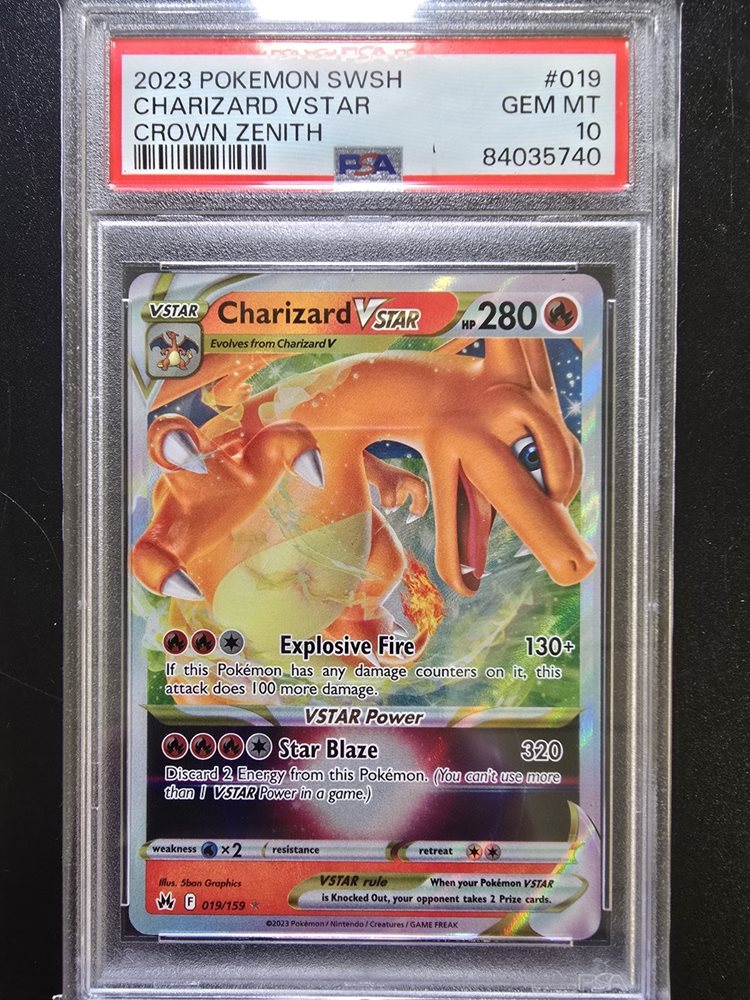 2023 POKEMON SWSH #019
CHARIZARD VSTAR GEM MT
CROWN ZENITH 10
PSA 84035740
VSTAR Charizard VSTAR HP 280
Evolves from Charizard V
Explosive Fire 130+
If this Pokémon has any damage counters on it, this
attack does 100 more damage.
VSTAR Power
Star Blaze 320
Discard 2 Energy from this Pokémon. (You can't use more
than 1 VSTAR Power in a game.)
weakness ×2 resistance retreat
Illus. 5ban Graphics
VSTAR rule When your Pokémon VSTAR
is Knocked Out, your opponent takes 2 Prize cards.
F 019/159 ★
©2023 Pokémon / Nintendo / Creatures / GAME FREAK
PSA